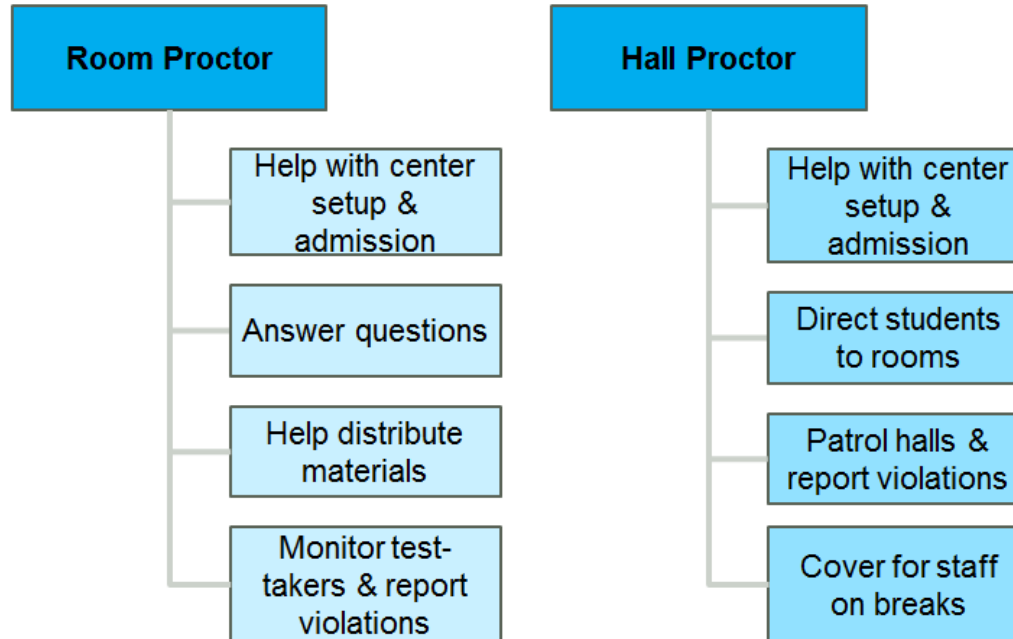 Room Proctor
Help with center
setup &
admission
Answer questions
Help distribute
materials
Monitor test-
takers & report
violations
Hall Proctor
Help with center
setup &
admission
Direct students
to rooms
Patrol halls &
report violations
Cover for staff
on breaks